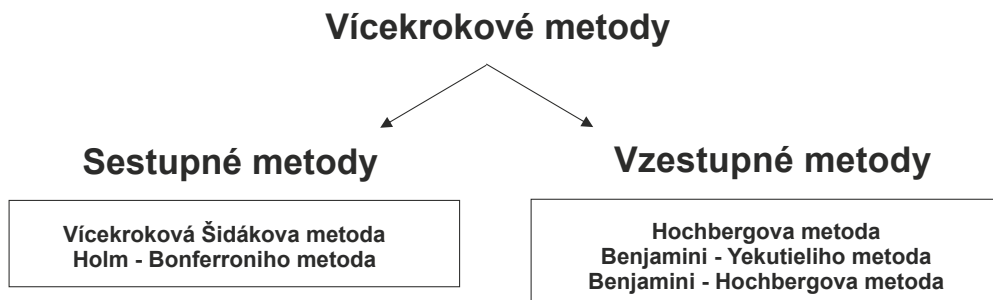 Vícekrokové metody
Sestupné metody
Vícekroková Šidákova metoda
Holm - Bonferroniho metoda
Vzestupné metody
Hochbergova metoda
Benjamini - Yekutieliho metoda
Benjamini - Hochbergova metoda